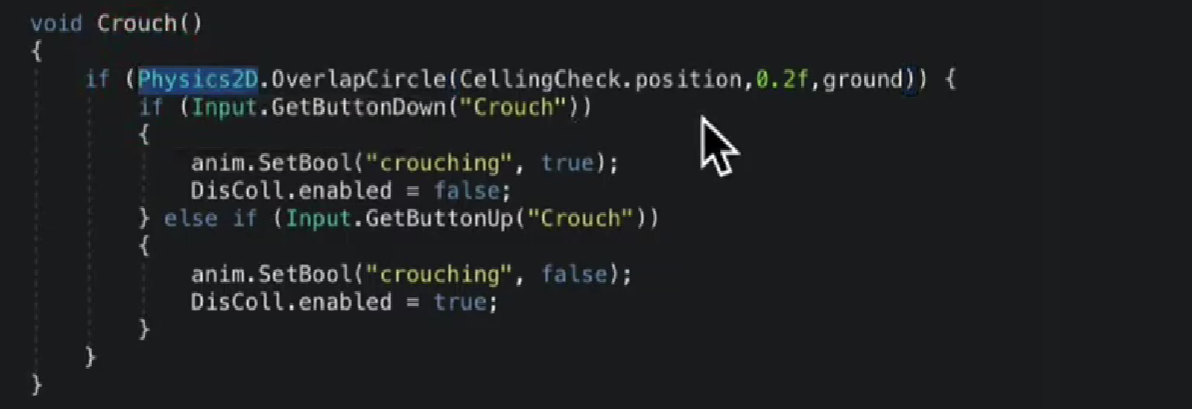 void Crouch()
{
if (Physics2D.OverlapCircle(CellingCheck.position,0.2f,ground)) {
if (Input.GetButtonDown("Crouch"))
{
anim.SetBool("crouching", true);
DisColl.enabled = false;
} else if (Input.GetButtonUp("Crouch"))
{
anim.SetBool("crouching", false);
DisColl.enabled = true;
}
}
}